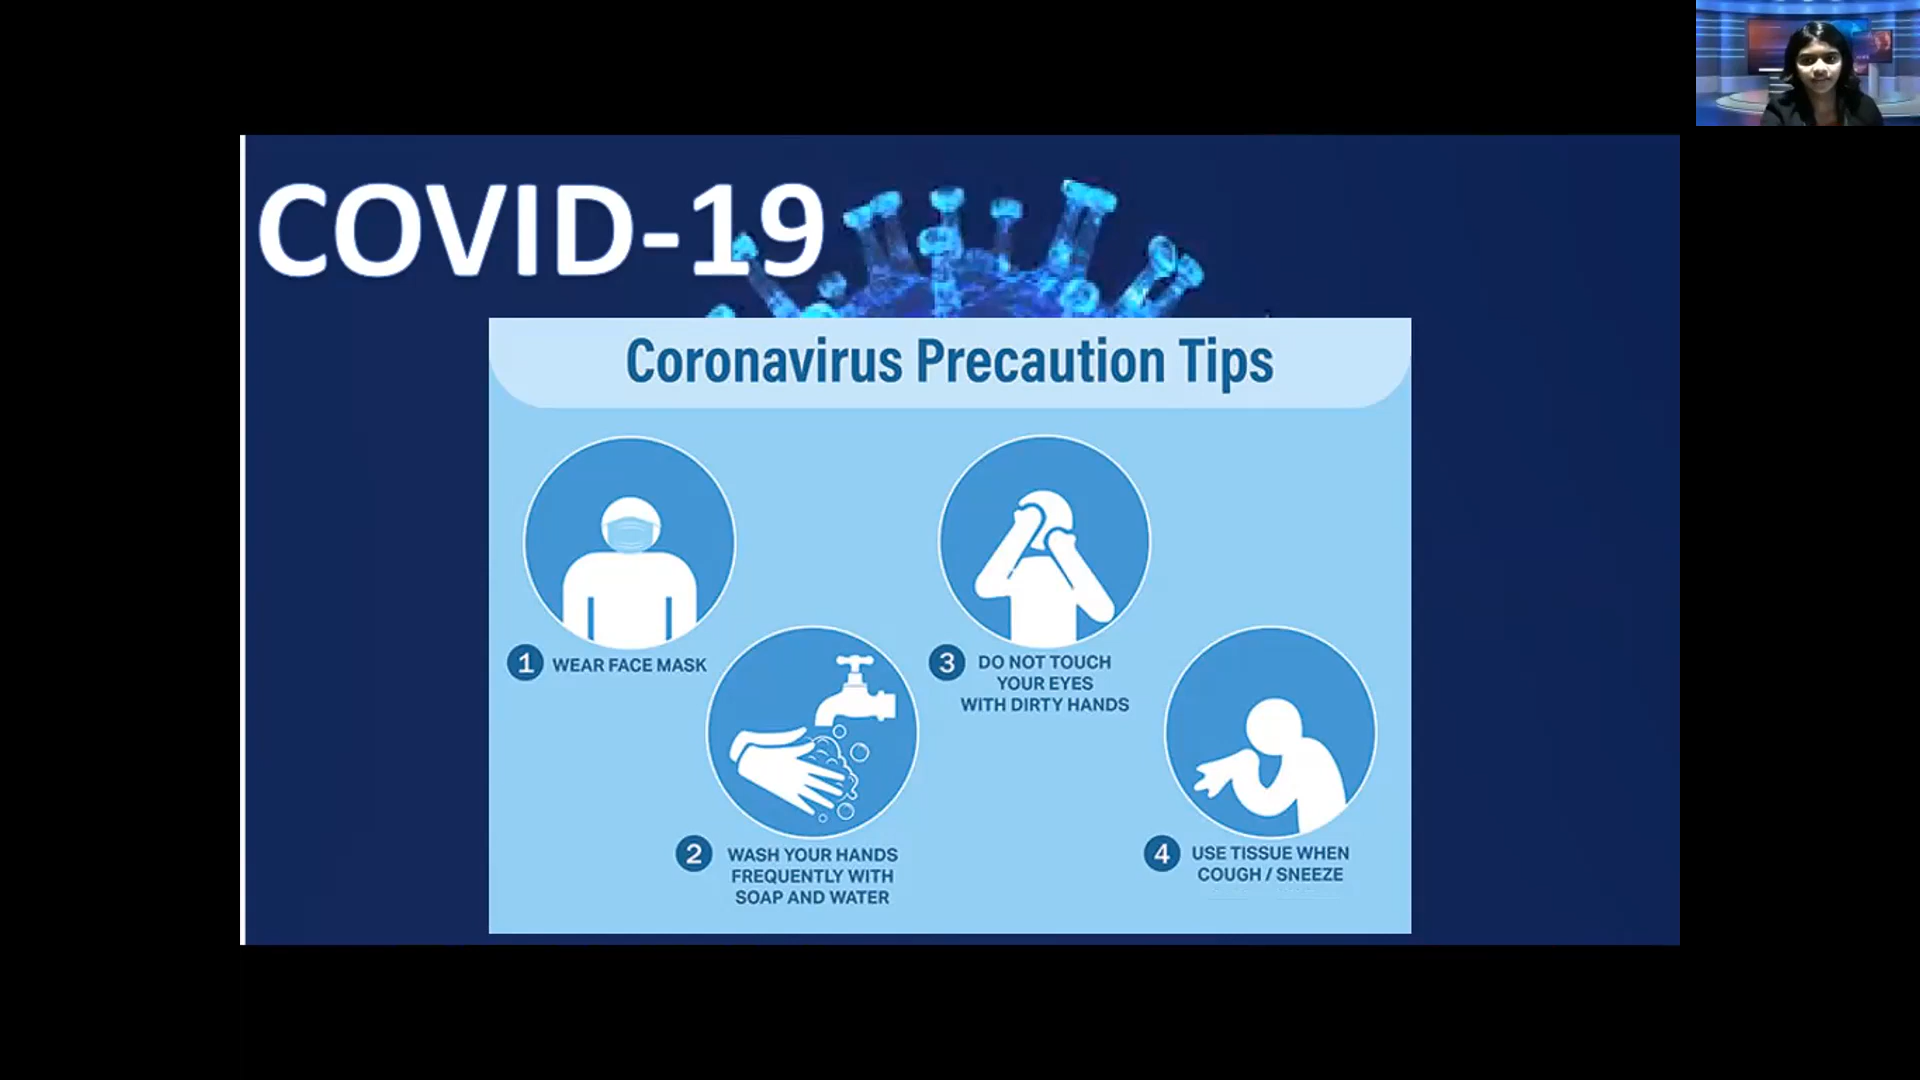 COVID-19
Coronavirus Precaution Tips
1 WEAR FACE MASK
2 WASH YOUR HANDS
FREQUENTLY WITH
SOAP AND WATER
3 DO NOT TOUCH
YOUR EYES
WITH DIRTY HANDS
4 USE TISSUE WHEN
COUGH / SNEEZE